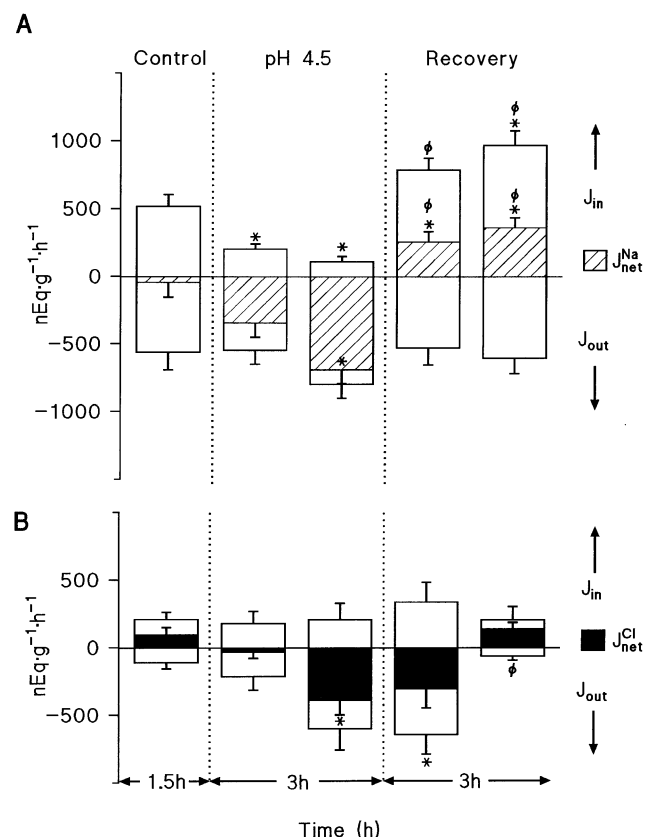 A
Control pH 4.5 Recovery
1000
500
0
−500
−1000
nEq·g⁻¹·h⁻¹
* * ϕ ϕ * ϕ * ϕ * *
J_in
J_net^Na
J_out
B
500
0
−500
nEq·g⁻¹·h⁻¹
* * ϕ
J_in
J_net^Cl
J_out
1.5h 3h 3h
Time (h)